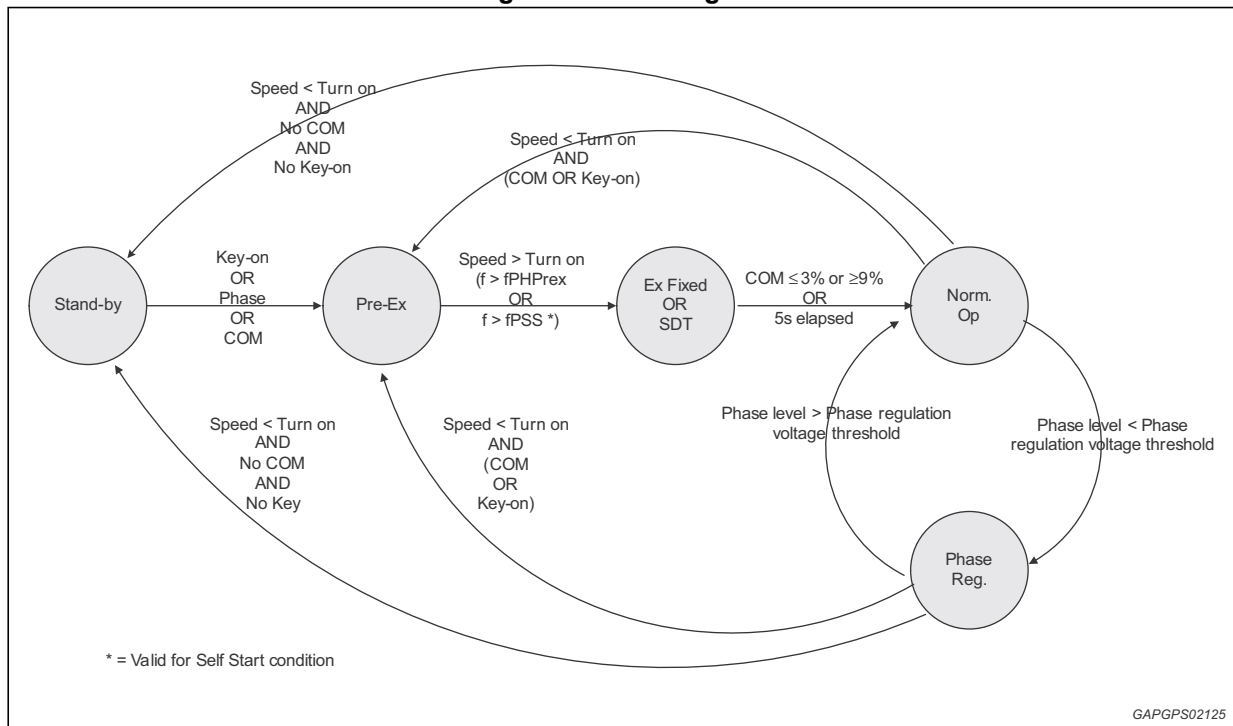 Speed < Turn on
AND
No COM
AND
No Key-on
Speed < Turn on
AND
(COM OR Key-on)
Stand-by
Key-on
OR
Phase
OR
COM
Pre-Ex
Speed > Turn on
(f > fPHPrex
OR
f > fPSS *)
Ex Fixed
OR
SDT
COM ≤3% or ≥9%
OR
5s elapsed
Norm.
Op
Speed < Turn on
AND
No COM
AND
No Key
Speed < Turn on
AND
(COM
OR
Key-on)
Phase level > Phase regulation
voltage threshold
Phase level < Phase
regulation voltage threshold
Phase
Reg.
* = Valid for Self Start condition
GAPGPS02125